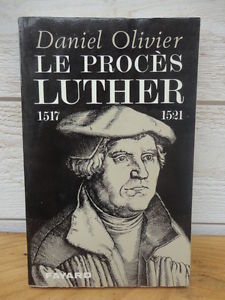 Daniel Olivier
LE PROCÈS
LUTHER
1517 1521
FAYARD